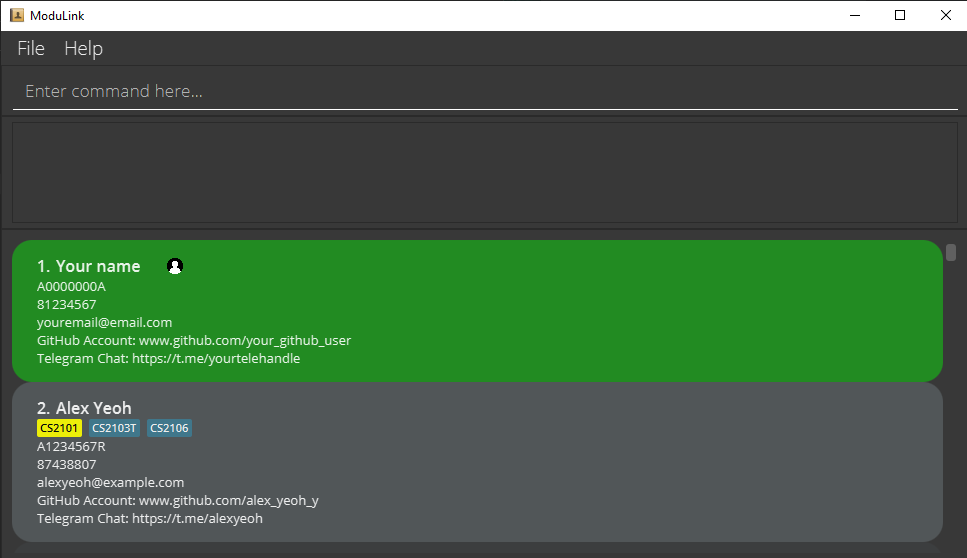 ModuLink
File Help
Enter command here...
1. Your name
A0000000A
81234567
youremail@email.com
GitHub Account: www.github.com/your_github_user
Telegram Chat: https://t.me/yourtelehandle
2. Alex Yeoh
CS2101 CS2103T CS2106
A1234567R
87438807
alexyeoh@example.com
GitHub Account: www.github.com/alex_yeoh_y
Telegram Chat: https://t.me/alexyeoh